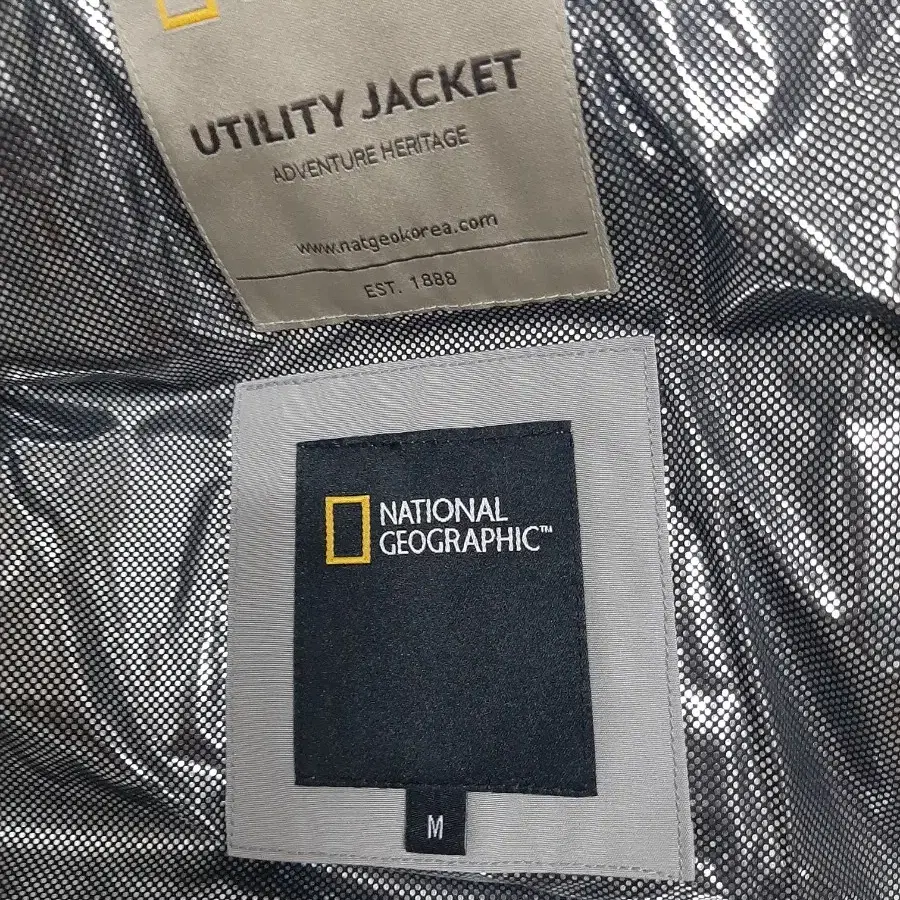 UTILITY JACKET
ADVENTURE HERITAGE
www.natgeokorea.com
EST. 1888
NATIONAL
GEOGRAPHIC™
M